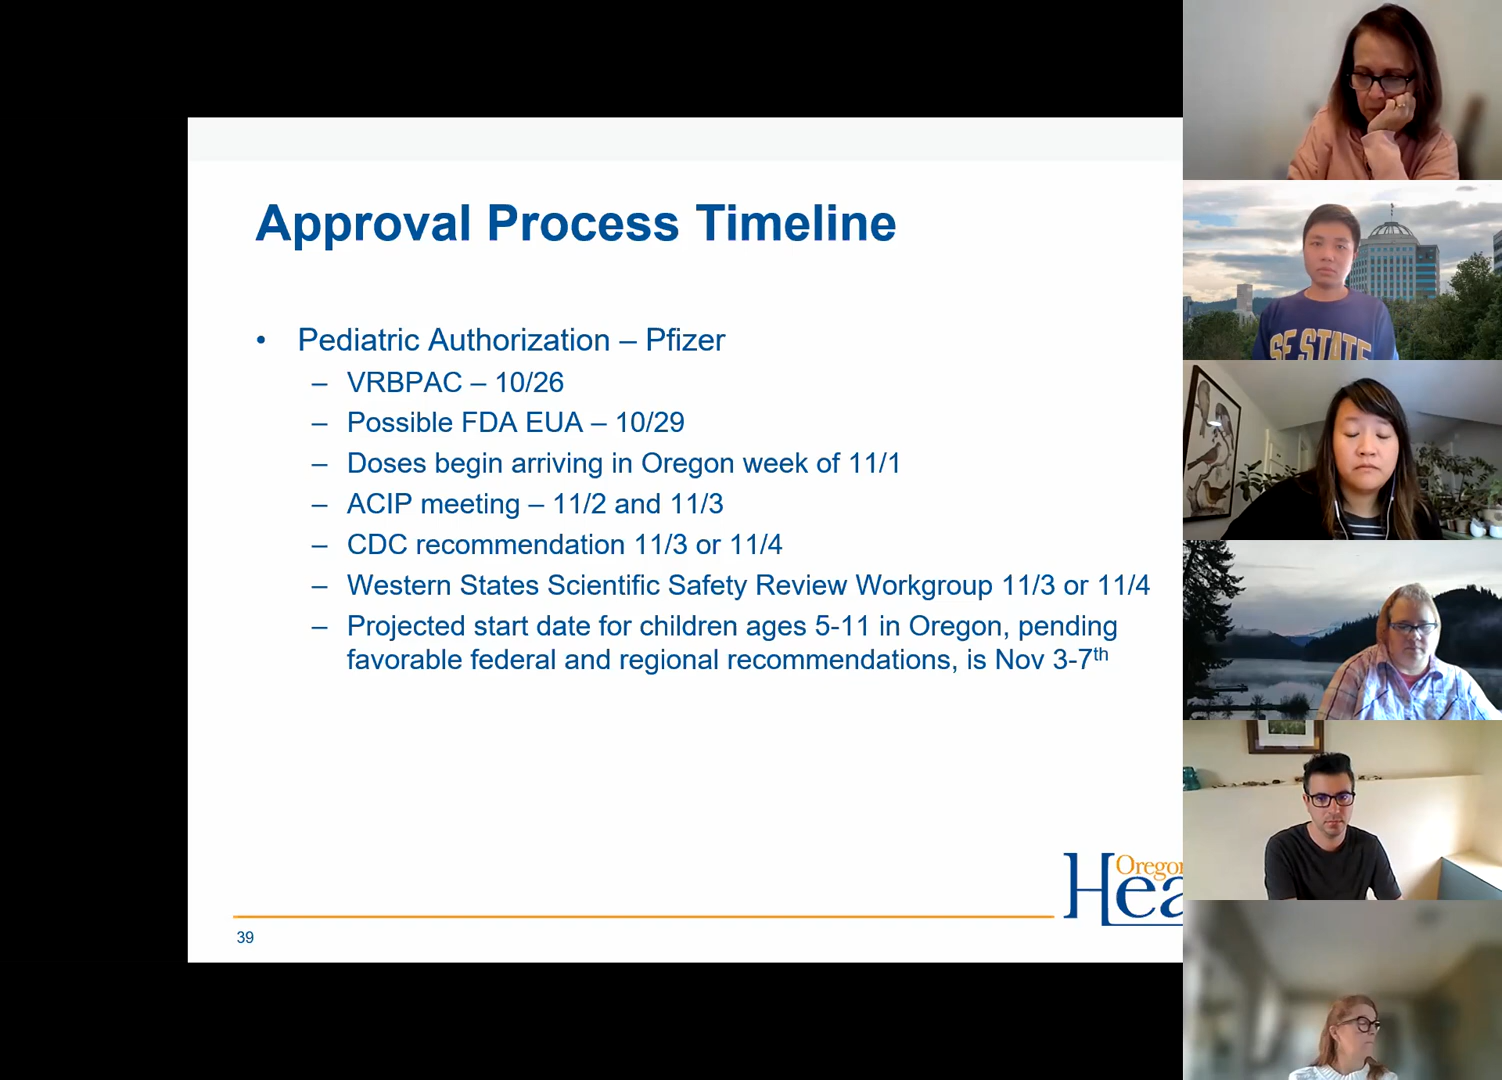 Approval Process Timeline
• Pediatric Authorization – Pfizer
– VRBPAC – 10/26
– Possible FDA EUA – 10/29
– Doses begin arriving in Oregon week of 11/1
– ACIP meeting – 11/2 and 11/3
– CDC recommendation 11/3 or 11/4
– Western States Scientific Safety Review Workgroup 11/3 or 11/4
– Projected start date for children ages 5-11 in Oregon, pending
favorable federal and regional recommendations, is Nov 3-7th
39
SF STATE